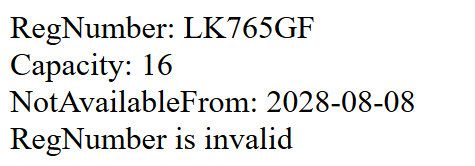 RegNumber: LK765GF
Capacity: 16
NotAvailableFrom: 2028-08-08
RegNumber is invalid